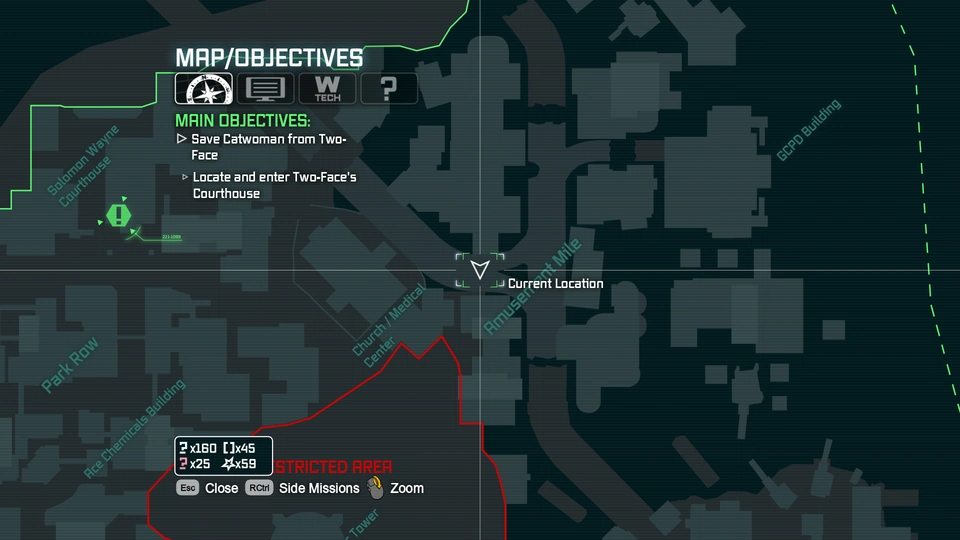 MAP/OBJECTIVES
W
TECH
?
MAIN OBJECTIVES:
Save Catwoman from Two-
Face
Locate and enter Two-Face's
Courthouse
Solomon Wayne
Courthouse
GCPD Building
Amusement Mile
Current Location
Church / Medical
Center
Park Row
Ace Chemicals Building
?x160 []x45
?x25 x59
ESTRICTED AREA
Esc Close RCtrl Side Missions Zoom
Tower